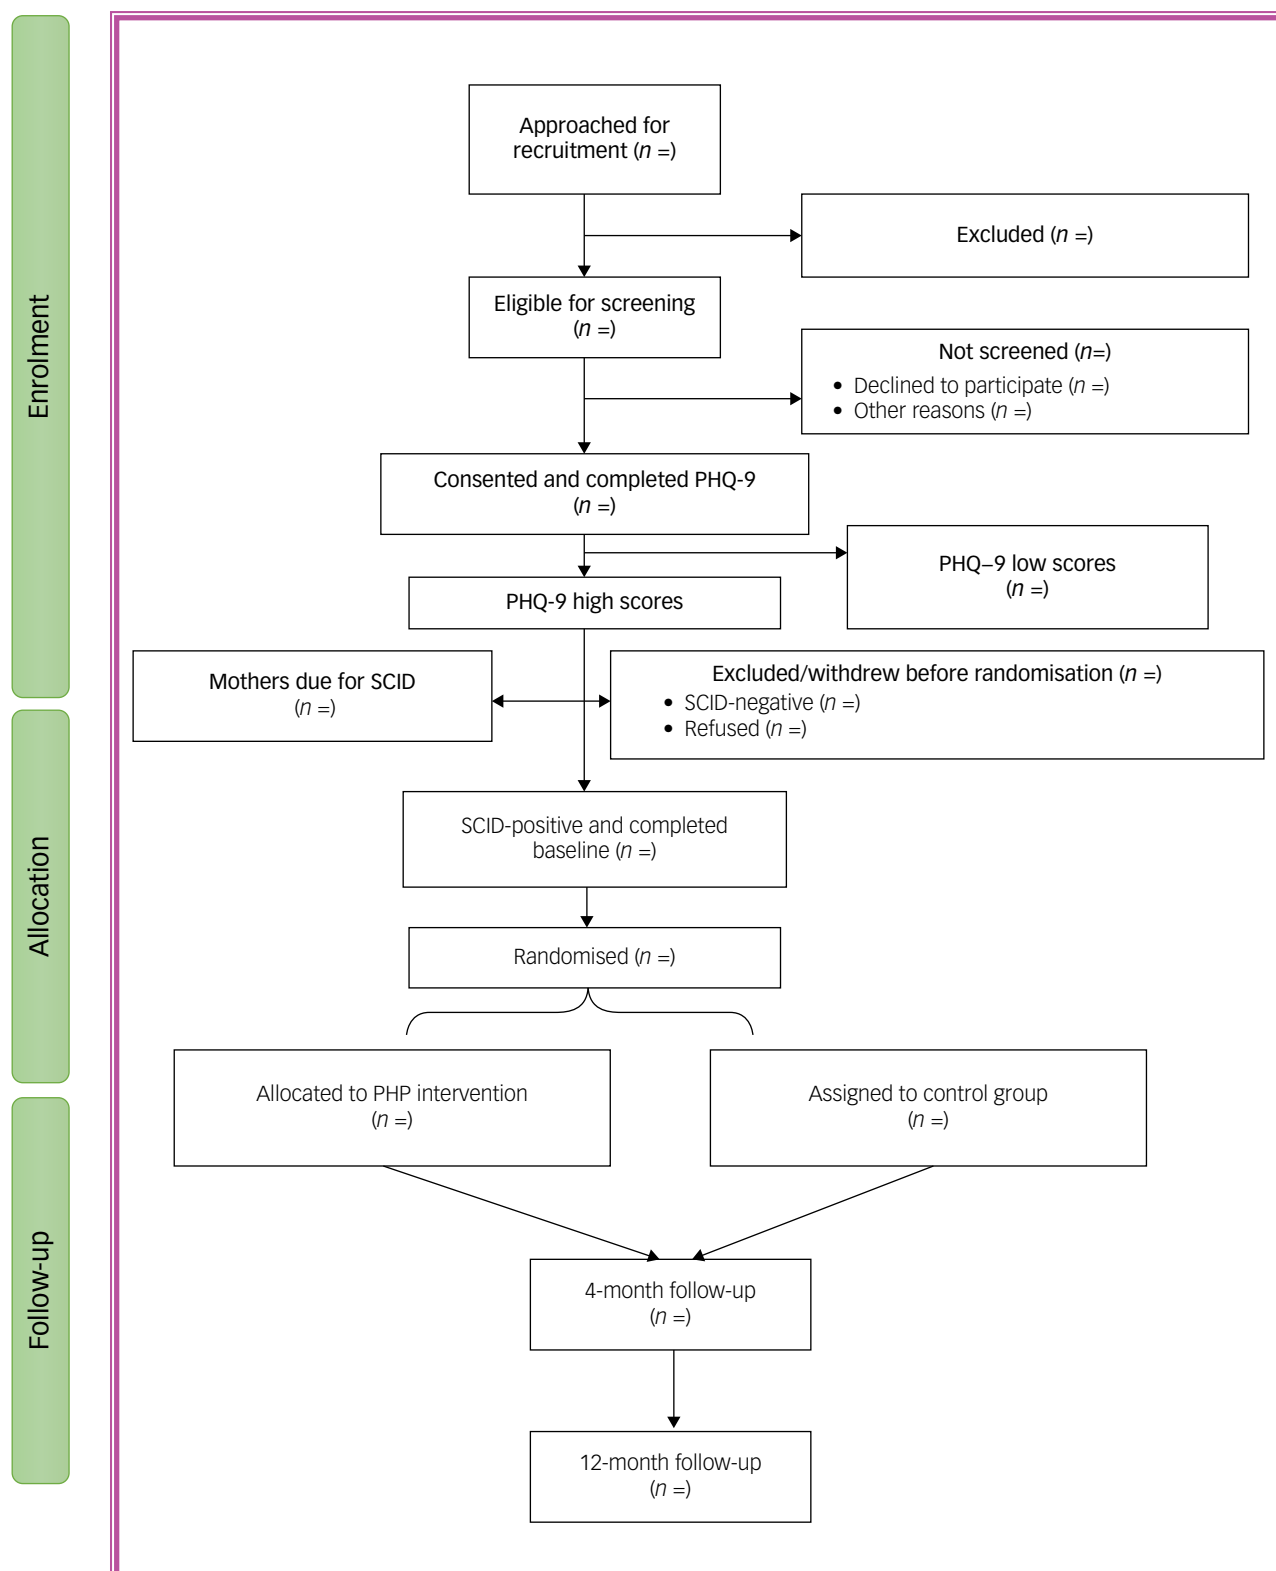 Enrolment
Approached for
recruitment (n =)
Excluded (n =)
Eligible for screening
(n =)
Not screened (n=)
• Declined to participate (n =)
• Other reasons (n =)
Consented and completed PHQ-9
(n =)
PHQ–9 low scores
(n =)
PHQ-9 high scores
Mothers due for SCID
(n =)
Excluded/withdrew before randomisation (n =)
• SCID-negative (n =)
• Refused (n =)
Allocation
SCID-positive and completed
baseline (n =)
Randomised (n =)
Allocated to PHP intervention
(n =)
Assigned to control group
(n =)
Follow-up
4-month follow-up
(n =)
12-month follow-up
(n =)